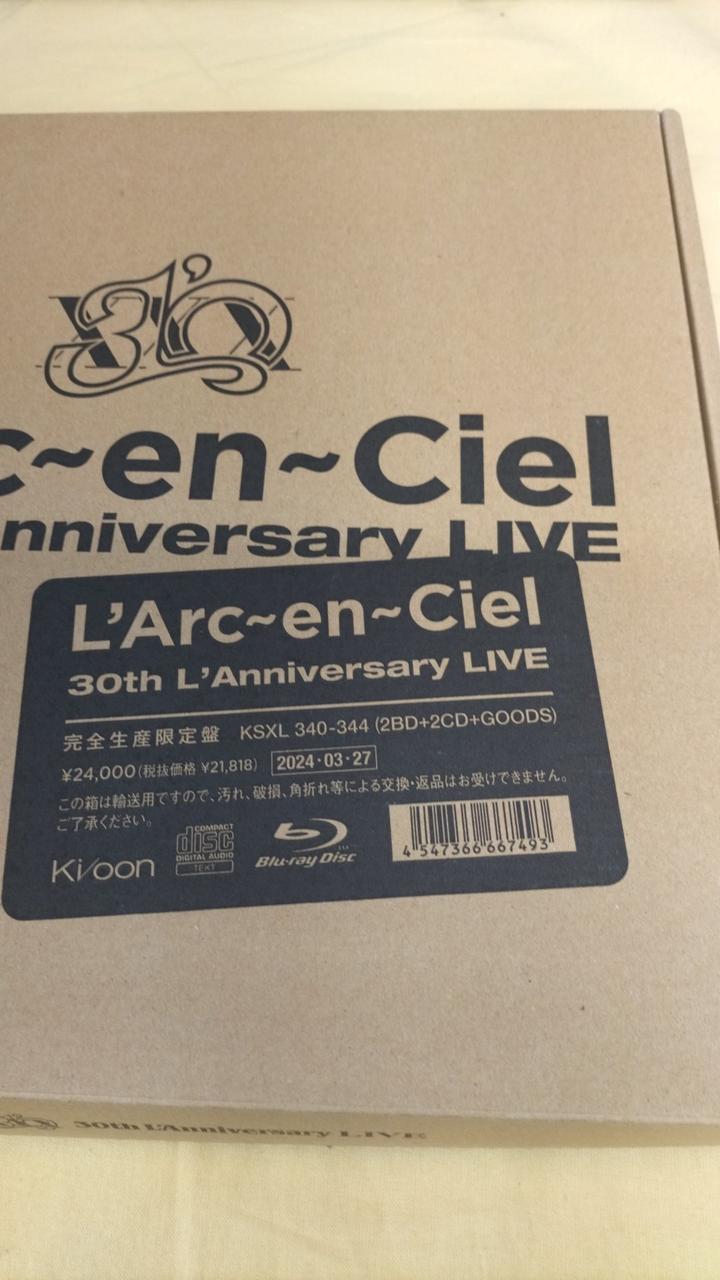 30
c~en~Ciel
nniversary LIVE
L'Arc~en~Ciel
30th L'Anniversary LIVE
完全生産限定盤 KSXL 340-344 (2BD+2CD+GOODS)
¥24,000(税抜価格 ¥21,818) 2024・03・27
この箱は輸送用ですので、汚れ、破損、角折れ等による交換・返品はお受けできません。
ご了承ください。
Ki/oon
COMPACT
disc
DIGITAL AUDIO
TEXT
Blu-ray Disc
4 547366 667493
30th L'Anniversary LIVE